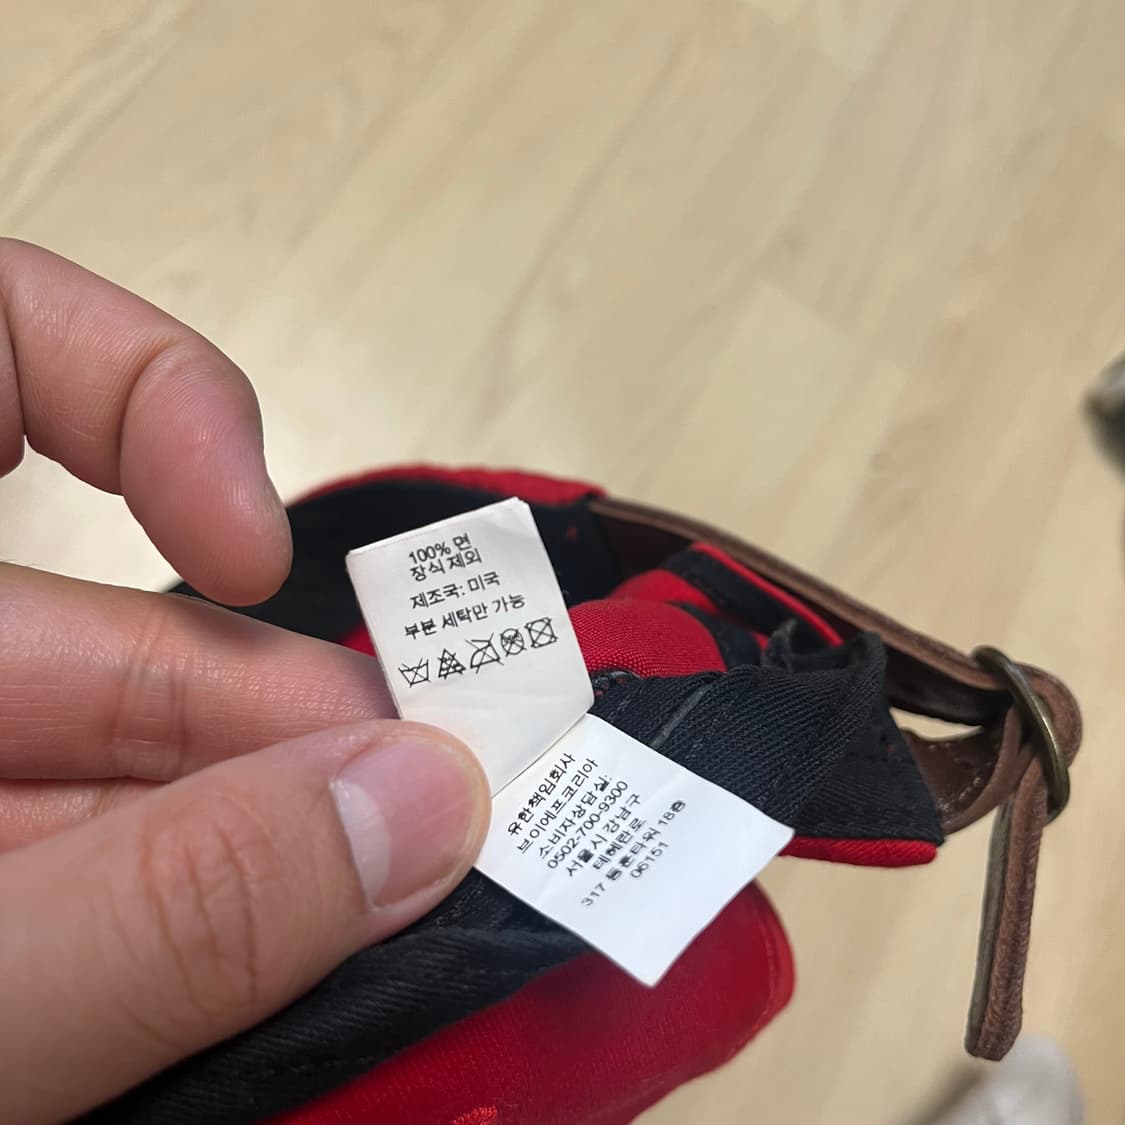 100% 면
장식 제외
제조국: 미국
부분 세탁만 가능
유한책임회사
브이에프코리아
소비자상담실:
0502-700-9300
서울시 강남구
테헤란로
317 동훈타워 18층
06151